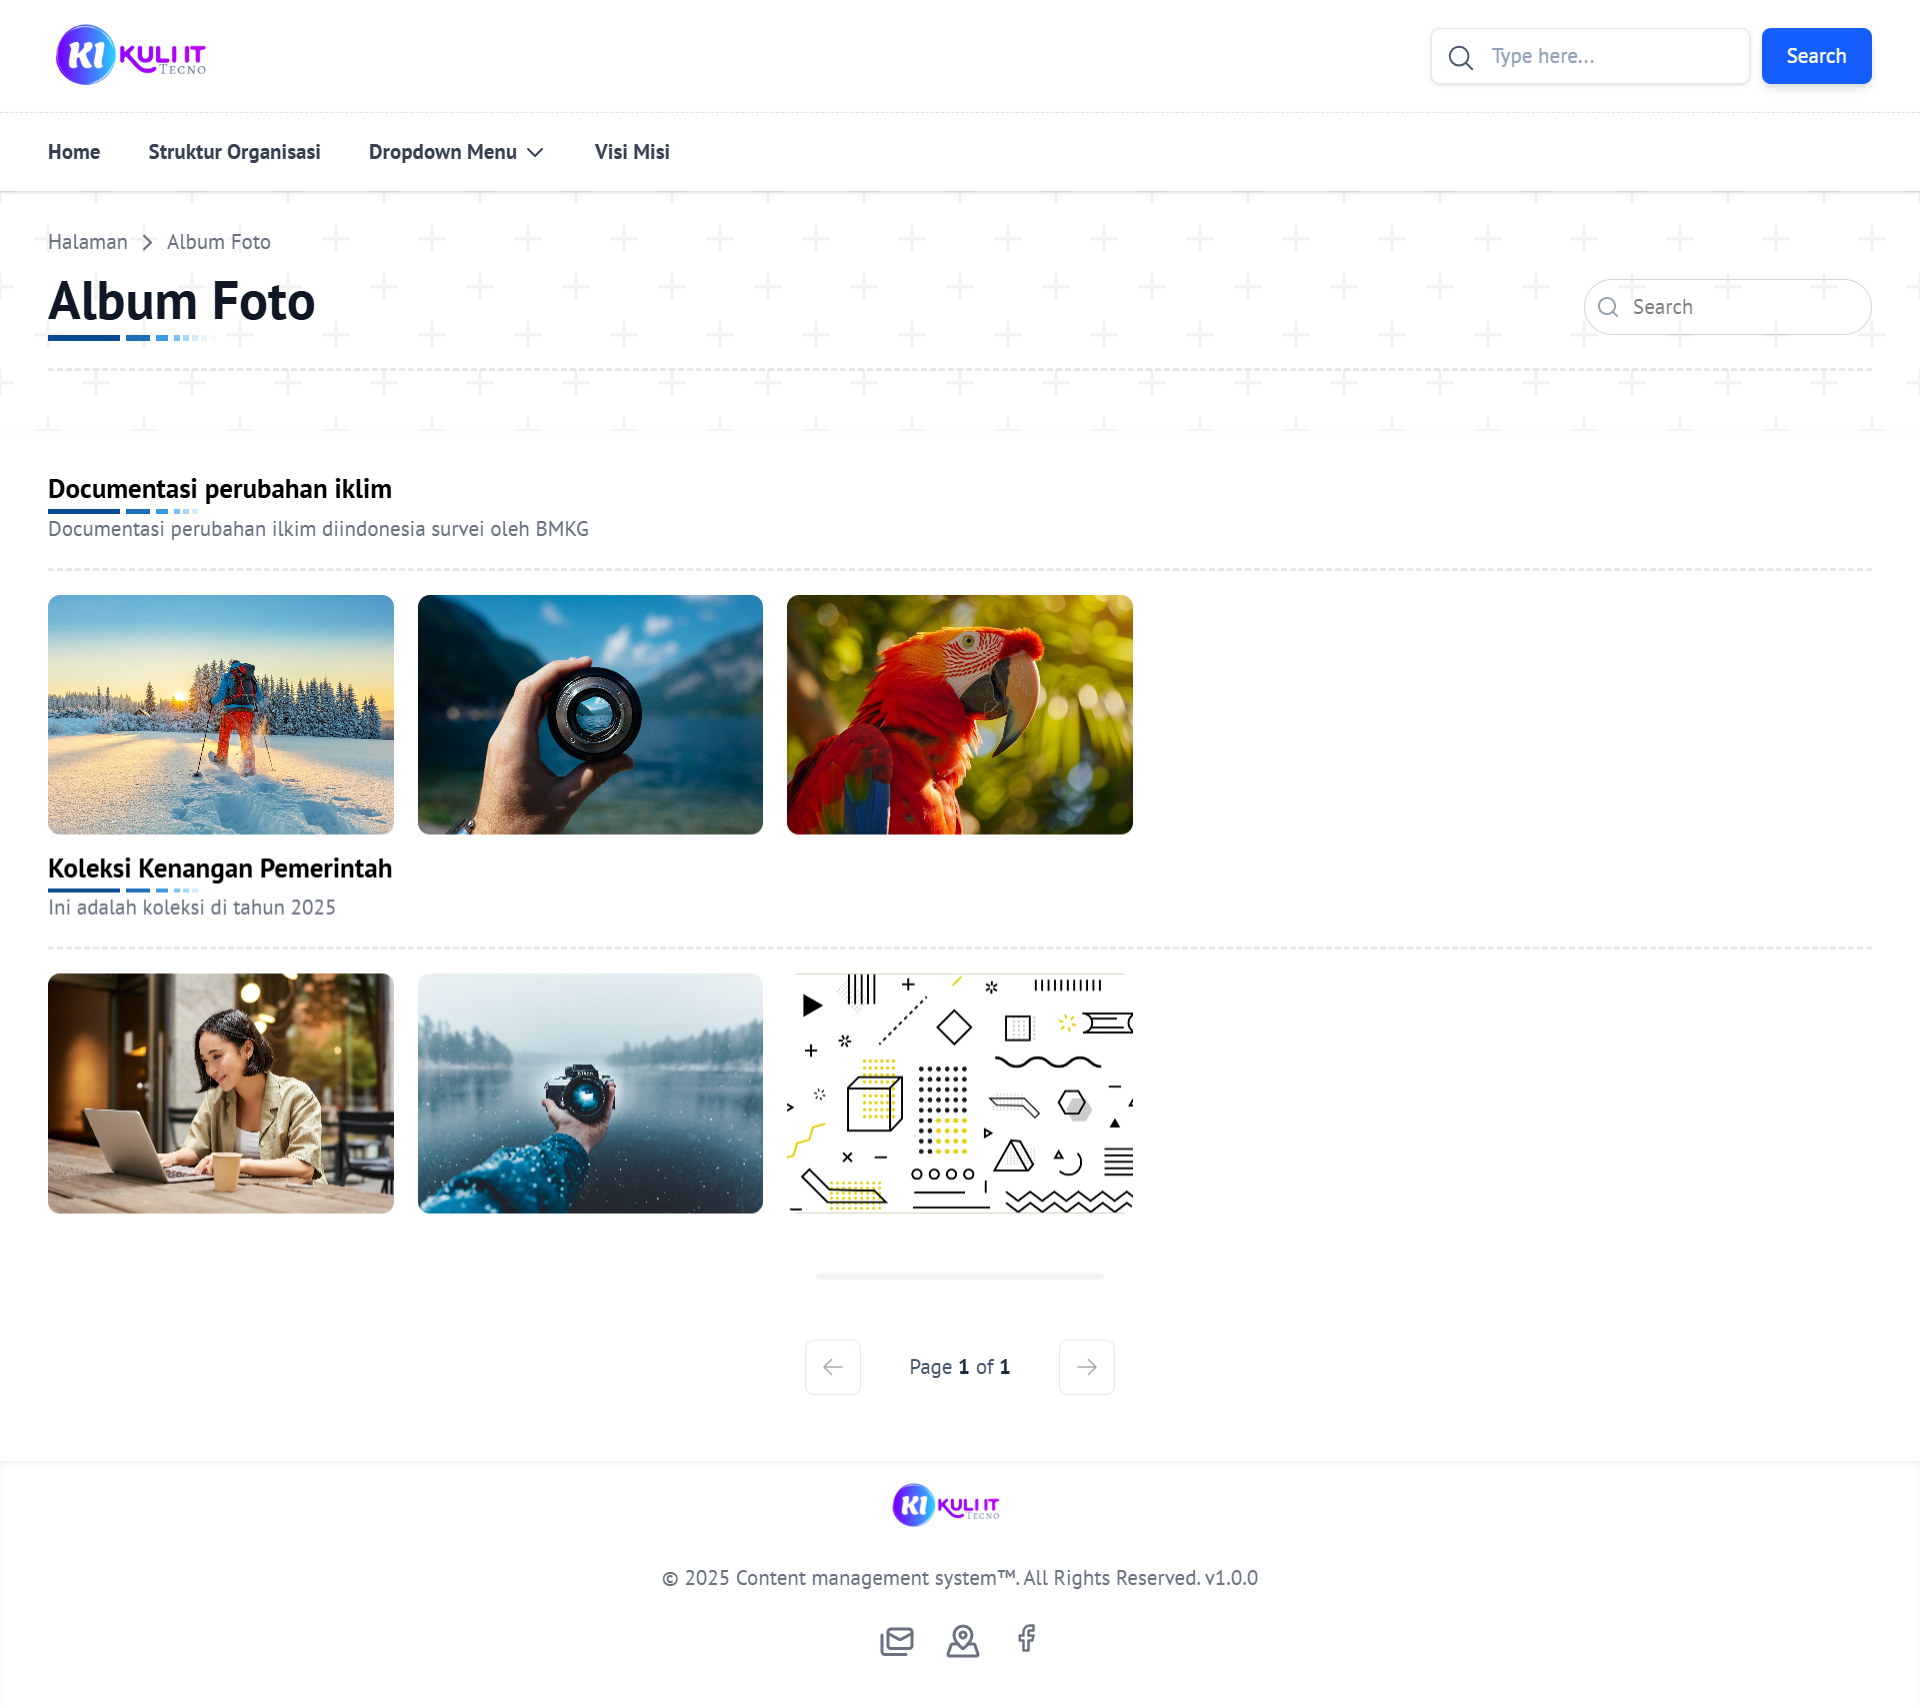 KI KULI IT
TECNO
Type here...
Search
Home
Struktur Organisasi
Dropdown Menu
Visi Misi
Halaman
Album Foto
Album Foto
Search
Documentasi perubahan iklim
Documentasi perubahan ilkim diindonesia survei oleh BMKG
Koleksi Kenangan Pemerintah
Ini adalah koleksi di tahun 2025
Page 1 of 1
KI KULI IT
TECNO
© 2025 Content management system™. All Rights Reserved. v1.0.0